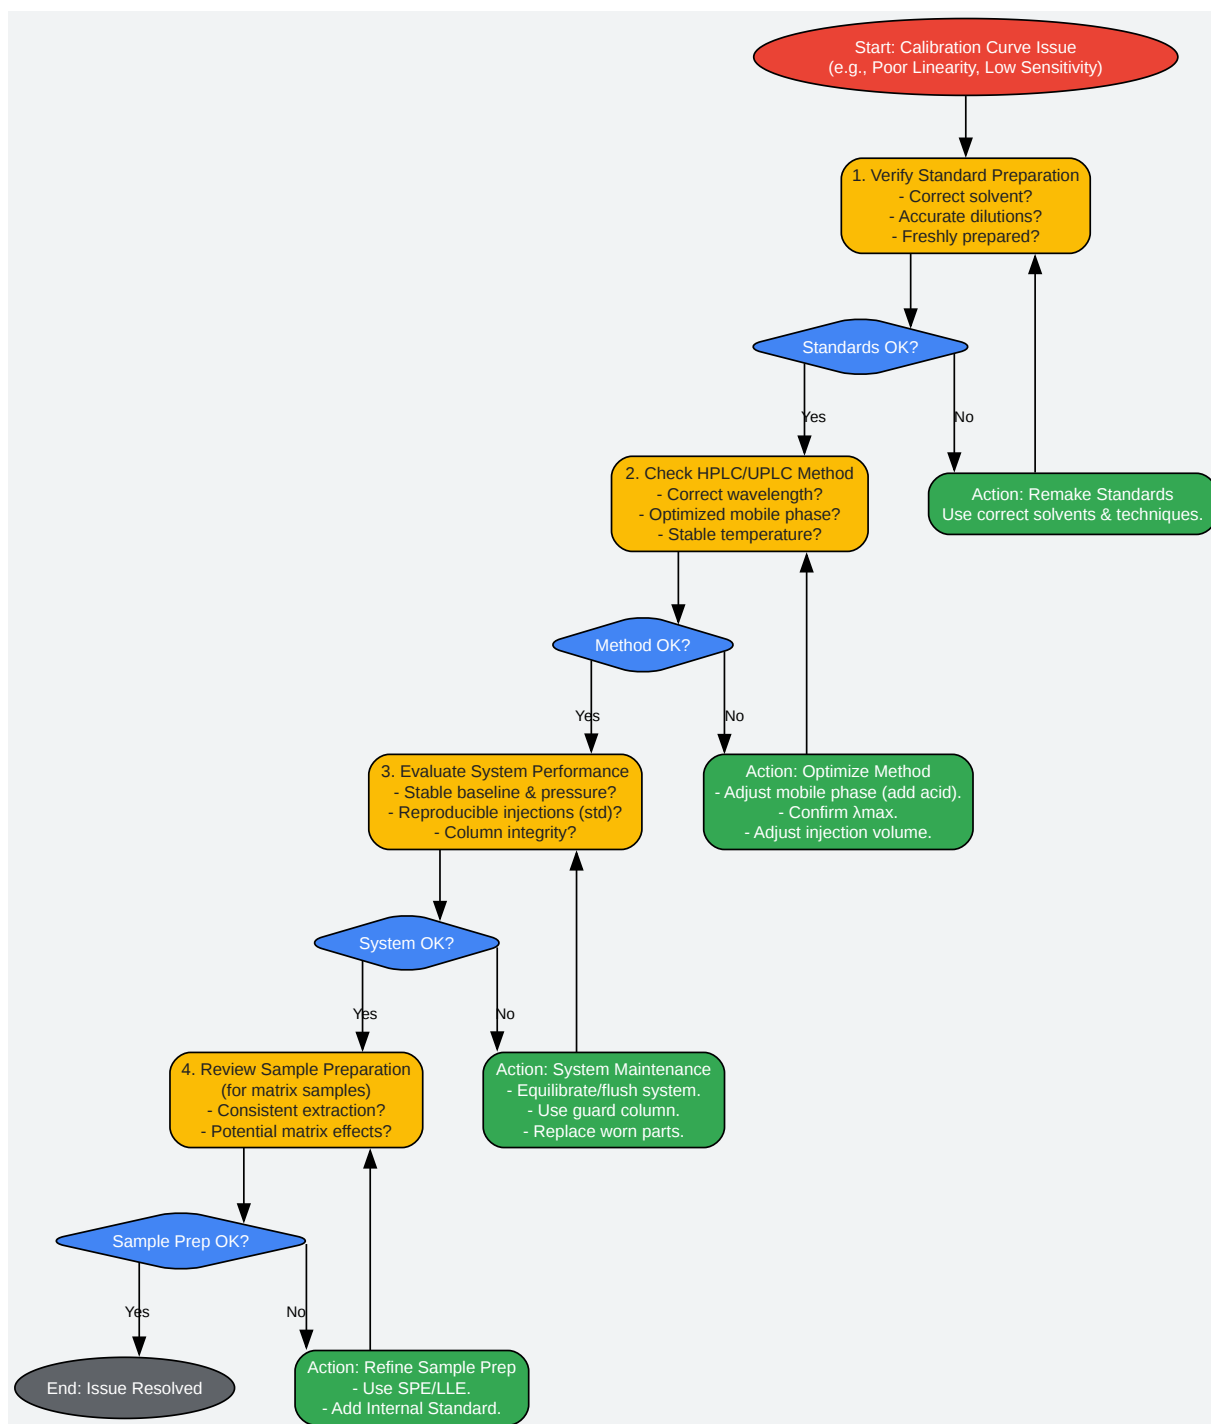 Start: Calibration Curve Issue
(e.g., Poor Linearity, Low Sensitivity)
1. Verify Standard Preparation
- Correct solvent?
- Accurate dilutions?
- Freshly prepared?
Standards OK?
Yes
No
2. Check HPLC/UPLC Method
- Correct wavelength?
- Optimized mobile phase?
- Stable temperature?
Action: Remake Standards
Use correct solvents & techniques.
Method OK?
Yes
No
3. Evaluate System Performance
- Stable baseline & pressure?
- Reproducible injections (std)?
- Column integrity?
Action: Optimize Method
- Adjust mobile phase (add acid).
- Confirm λmax.
- Adjust injection volume.
System OK?
Yes
No
4. Review Sample Preparation
(for matrix samples)
- Consistent extraction?
- Potential matrix effects?
Action: System Maintenance
- Equilibrate/flush system.
- Use guard column.
- Replace worn parts.
Sample Prep OK?
Yes
No
End: Issue Resolved
Action: Refine Sample Prep
- Use SPE/LLE.
- Add Internal Standard.